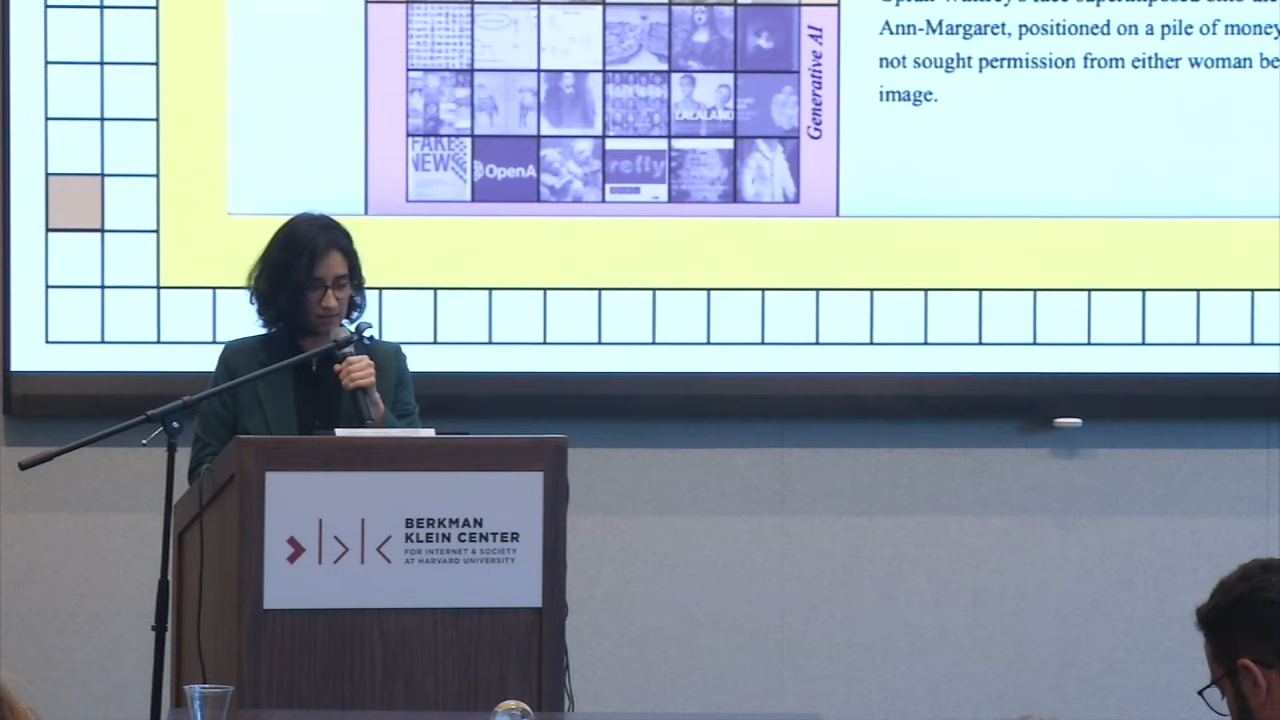 Ann-Margaret, positioned on a pile of money
not sought permission from either woman be
image.
Generative AI
LALALAND
FAKE
NEWS
OpenA
refly
BERKMAN
KLEIN CENTER
FOR INTERNET & SOCIETY
AT HARVARD UNIVERSITY